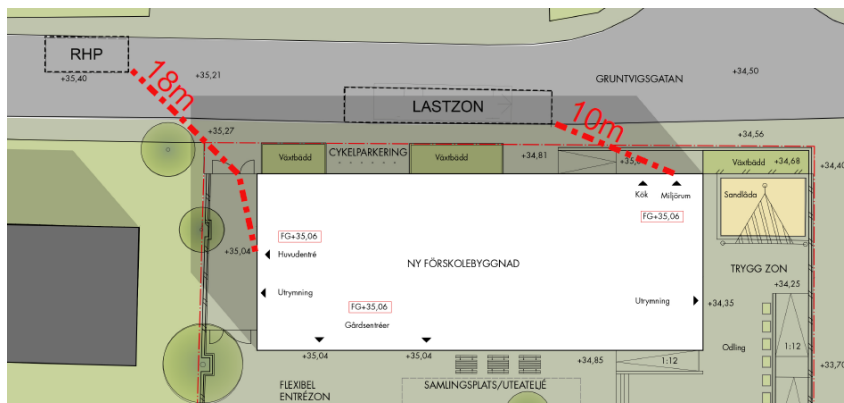 RHP
+35,40
18m
+35,21
LASTZON
10m
GRUNTVIGSGATAN
+34,50
+35,27
+34,56
Växtbädd
CYKELPARKERING
Växtbädd
+34,81
Växtbädd
+34,68
+34,40
Kök
Miljörum
FG+35,06
Sandlåda
+35,04
FG+35,06
Huvudentré
NY FÖRSKOLEBYGGNAD
TRYGG ZON
+34,25
Utrymning
FG+35,06
Utrymning
+34,35
Gårdsentréer
Odling
1:12
+35,04
+35,04
+34,85
1:12
+33,70
FLEXIBEL
ENTRÉZON
SAMLINGSPLATS/UTEATELJÉ